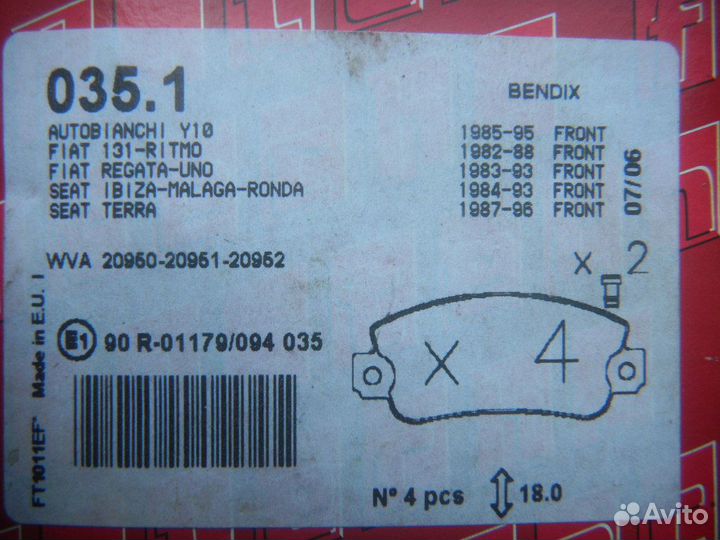 035.1
BENDIX
AUTOBIANCHI Y10 1985-95 FRONT
FIAT 131-RITMO 1982-88 FRONT
FIAT REGATA-UNO 1983-93 FRONT
SEAT IBIZA-MALAGA-RONDA 1984-93 FRONT
SEAT TERRA 1987-96 FRONT
07/06
WVA 20950-20951-20952
x 2
E1 90 R-01179/094 035
x 4
Made in E.U. I
FT1011EF
N° 4 pcs 18.0
Avito